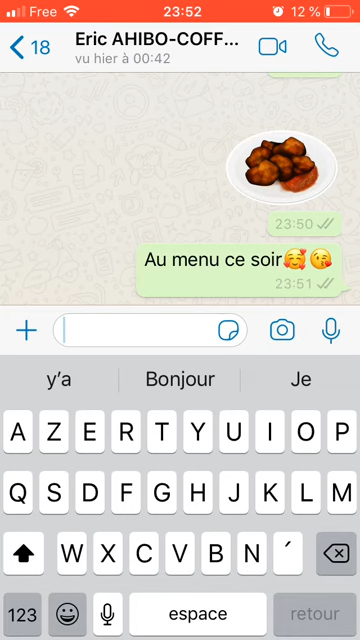 Free 23:52 12 %
18 Eric AHIBO-COFF...
vu hier à 00:42
23:50
Au menu ce soir🥰😘
23:51
y'a Bonjour Je
A Z E R T Y U I O P
Q S D F G H J K L M
W X C V B N ´
123 espace retour